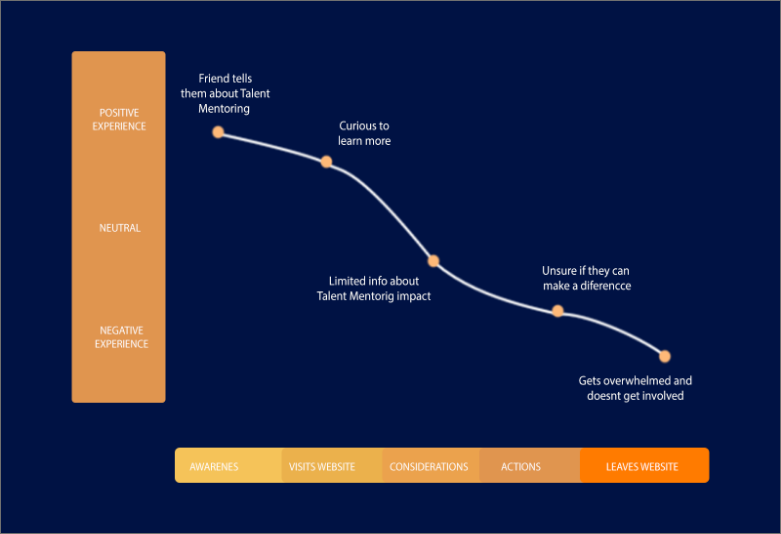 Friend tells
them about Talent
Mentoring
Curious to
learn more
POSITIVE
EXPERIENCE
NEUTRAL
Limited info about
Talent Mentorig impact
Unsure if they can
make a diferencce
NEGATIVE
EXPERIENCE
Gets overwhelmed and
doesnt get involved
AWARENES
VISITS WEBSITE
CONSIDERATIONS
ACTIONS
LEAVES WEBSITE